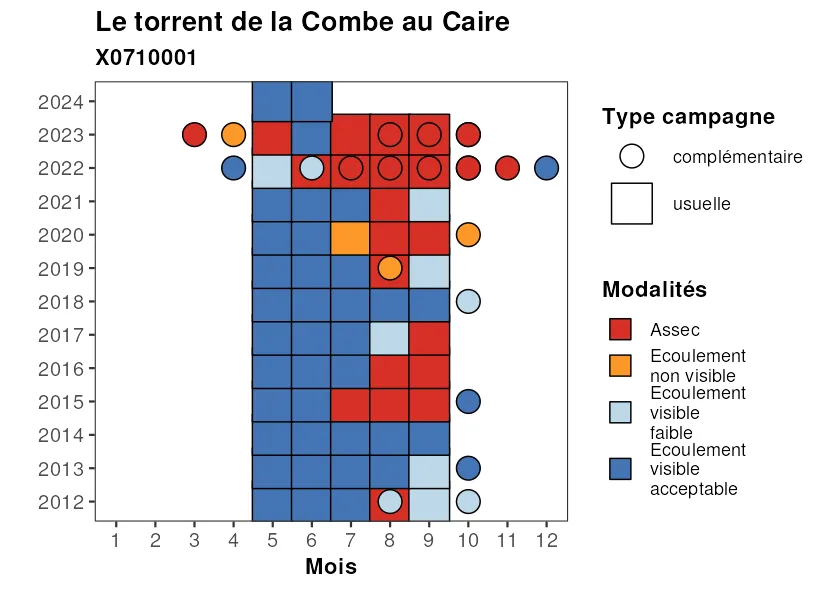 Le torrent de la Combe au Caire
X0710001
2024
2023
2022
2021
2020
2019
2018
2017
2016
2015
2014
2013
2012
1 2 3 4 5 6 7 8 9 10 11 12
Mois
Type campagne
complémentaire
usuelle
Modalités
Assec
Ecoulement
non visible
Ecoulement
visible
faible
Ecoulement
visible
acceptable